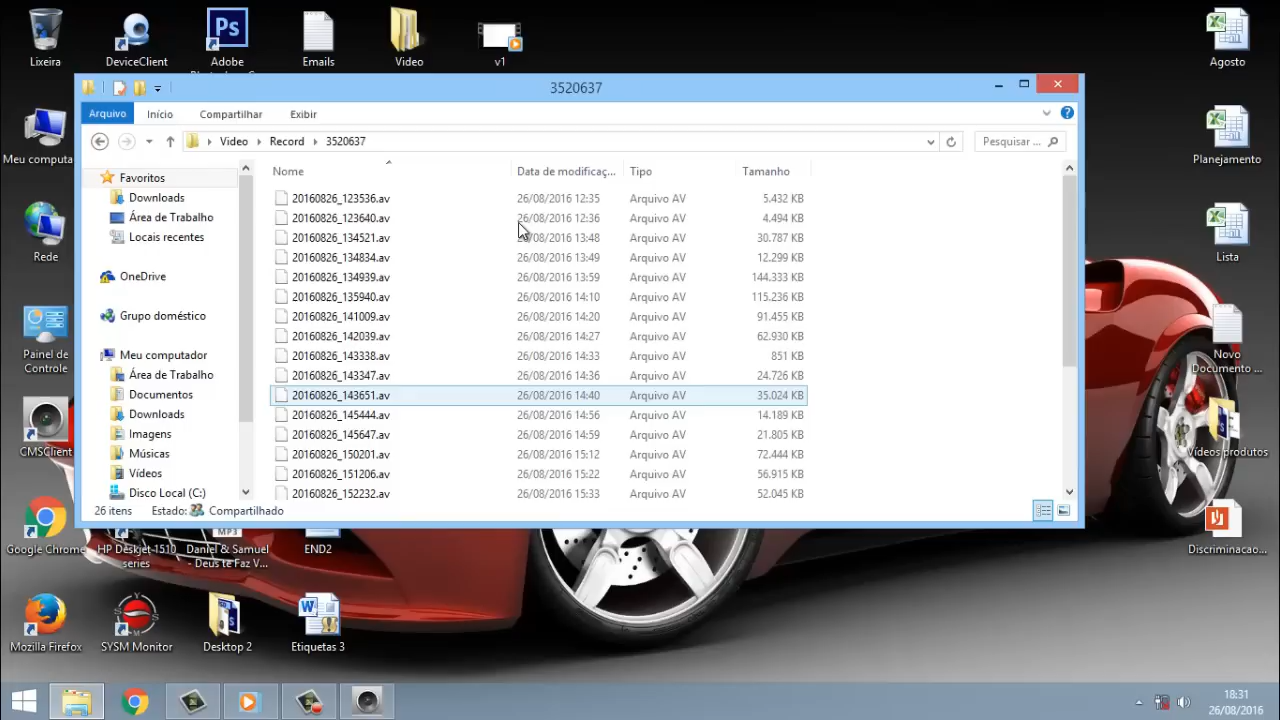 Lixeira
DeviceClient
Adobe
Emails
Video
v1
Agosto
3520637
Arquivo
Início
Compartilhar
Exibir
Video
Record
3520637
Pesquisar ...
Meu computa
Planejamento
Favoritos
Downloads
Área de Trabalho
Locais recentes
OneDrive
Grupo doméstico
Meu computador
Área de Trabalho
Documentos
Downloads
Imagens
Músicas
Vídeos
Disco Local (C:)
Nome Data de modificaç... Tipo Tamanho
20160826_123536.av 26/08/2016 12:35 Arquivo AV 5.432 KB
20160826_123640.av 26/08/2016 12:36 Arquivo AV 4.494 KB
20160826_134521.av 26/08/2016 13:48 Arquivo AV 30.787 KB
20160826_134834.av 26/08/2016 13:49 Arquivo AV 12.299 KB
20160826_134939.av 26/08/2016 13:59 Arquivo AV 144.333 KB
20160826_135940.av 26/08/2016 14:10 Arquivo AV 115.236 KB
20160826_141009.av 26/08/2016 14:20 Arquivo AV 91.455 KB
20160826_142039.av 26/08/2016 14:27 Arquivo AV 62.930 KB
20160826_143338.av 26/08/2016 14:33 Arquivo AV 851 KB
20160826_143347.av 26/08/2016 14:36 Arquivo AV 24.726 KB
20160826_143651.av 26/08/2016 14:40 Arquivo AV 35.024 KB
20160826_145444.av 26/08/2016 14:56 Arquivo AV 14.189 KB
20160826_145647.av 26/08/2016 14:59 Arquivo AV 21.805 KB
20160826_150201.av 26/08/2016 15:12 Arquivo AV 72.444 KB
20160826_151206.av 26/08/2016 15:22 Arquivo AV 56.915 KB
20160826_152232.av 26/08/2016 15:33 Arquivo AV 52.045 KB
26 itens Estado: Compartilhado
Rede
Lista
Painel de
Controle
Novo
Documento ...
CMSClient
Vídeos produtos
Google Chrome
HP Deskjet 1510
series
MP3
Daniel & Samuel
- Deus te Faz V...
END2
Discriminacao...
Mozilla Firefox
SYSM Monitor
Desktop 2
Etiquetas 3
18:31
26/08/2016